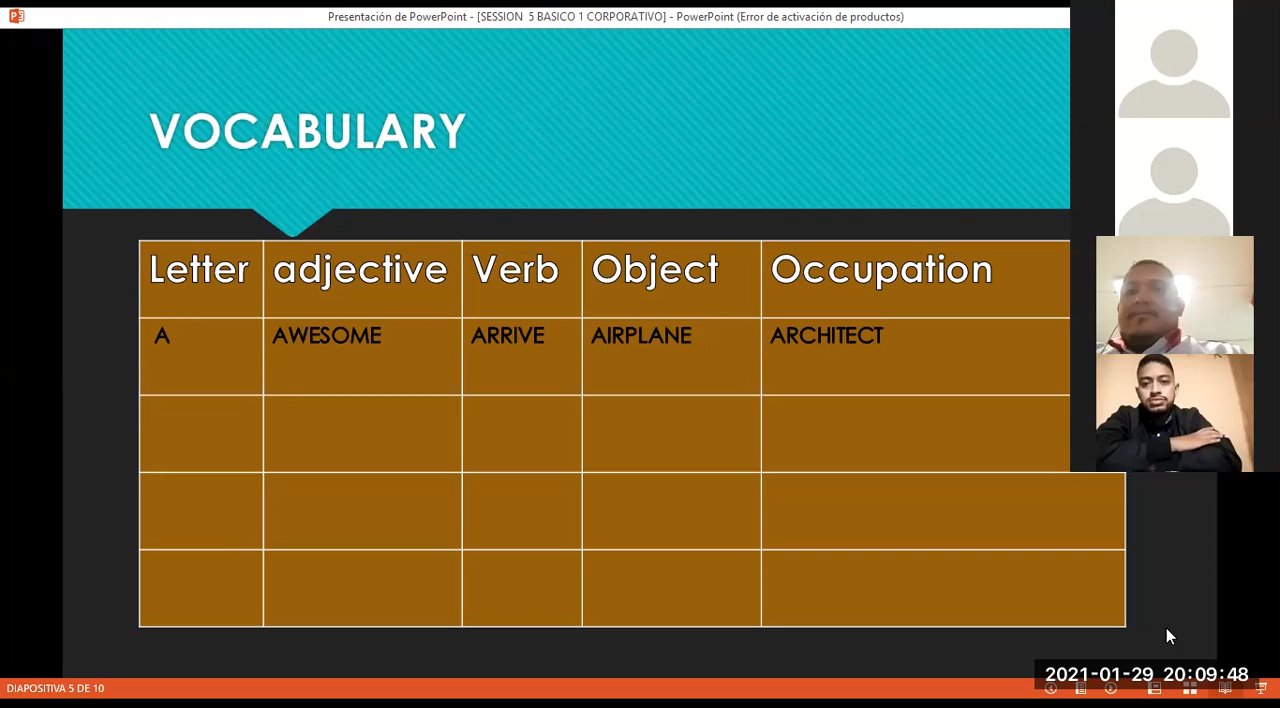 Presentación de PowerPoint - [SESSION 5 BASICO 1 CORPORATIVO] - PowerPoint (Error de activación de productos)
VOCABULARY
Letter adjective Verb Object Occupation
A AWESOME ARRIVE AIRPLANE ARCHITECT
2021-01-29 20:09:48
DIAPOSITIVA 5 DE 10